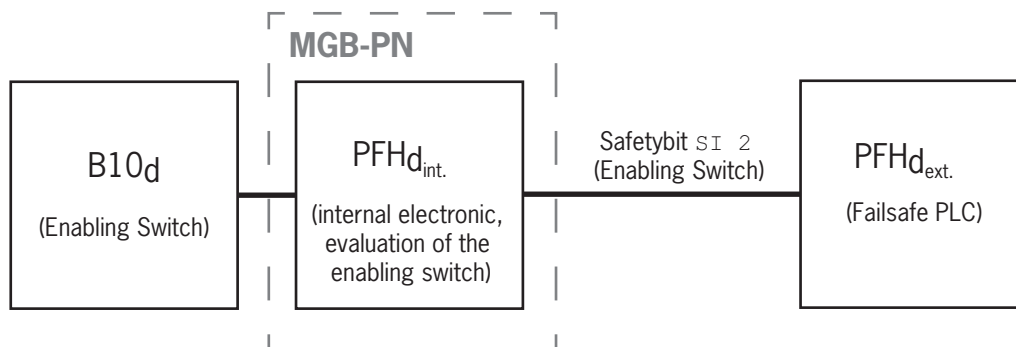 MGB-PN
B10d
(Enabling Switch)
PFHdint.
(internal electronic,
evaluation of the
enabling switch)
Safetybit SI 2
(Enabling Switch)
PFHdext.
(Failsafe PLC)